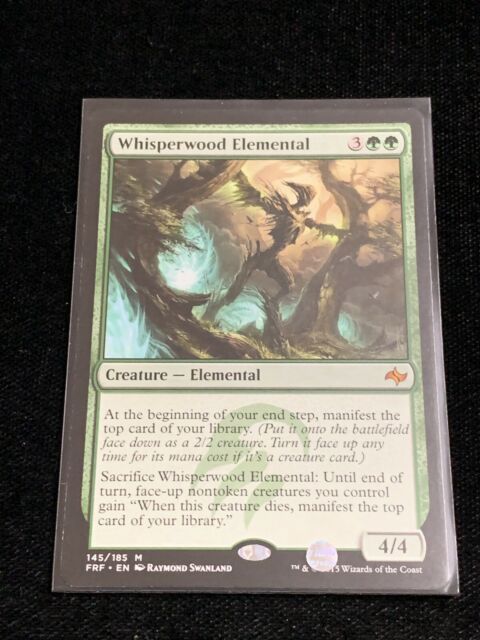 Whisperwood Elemental 3
Creature — Elemental
At the beginning of your end step, manifest the
top card of your library. (Put it onto the battlefield
face down as a 2/2 creature. Turn it face up any
time for its mana cost if it's a creature card.)
Sacrifice Whisperwood Elemental: Until end of
turn, face-up nontoken creatures you control
gain "When this creature dies, manifest the top
card of your library."
4/4
145/185 M
FRF • EN Raymond Swanland
™ & © 2015 Wizards of the Coast